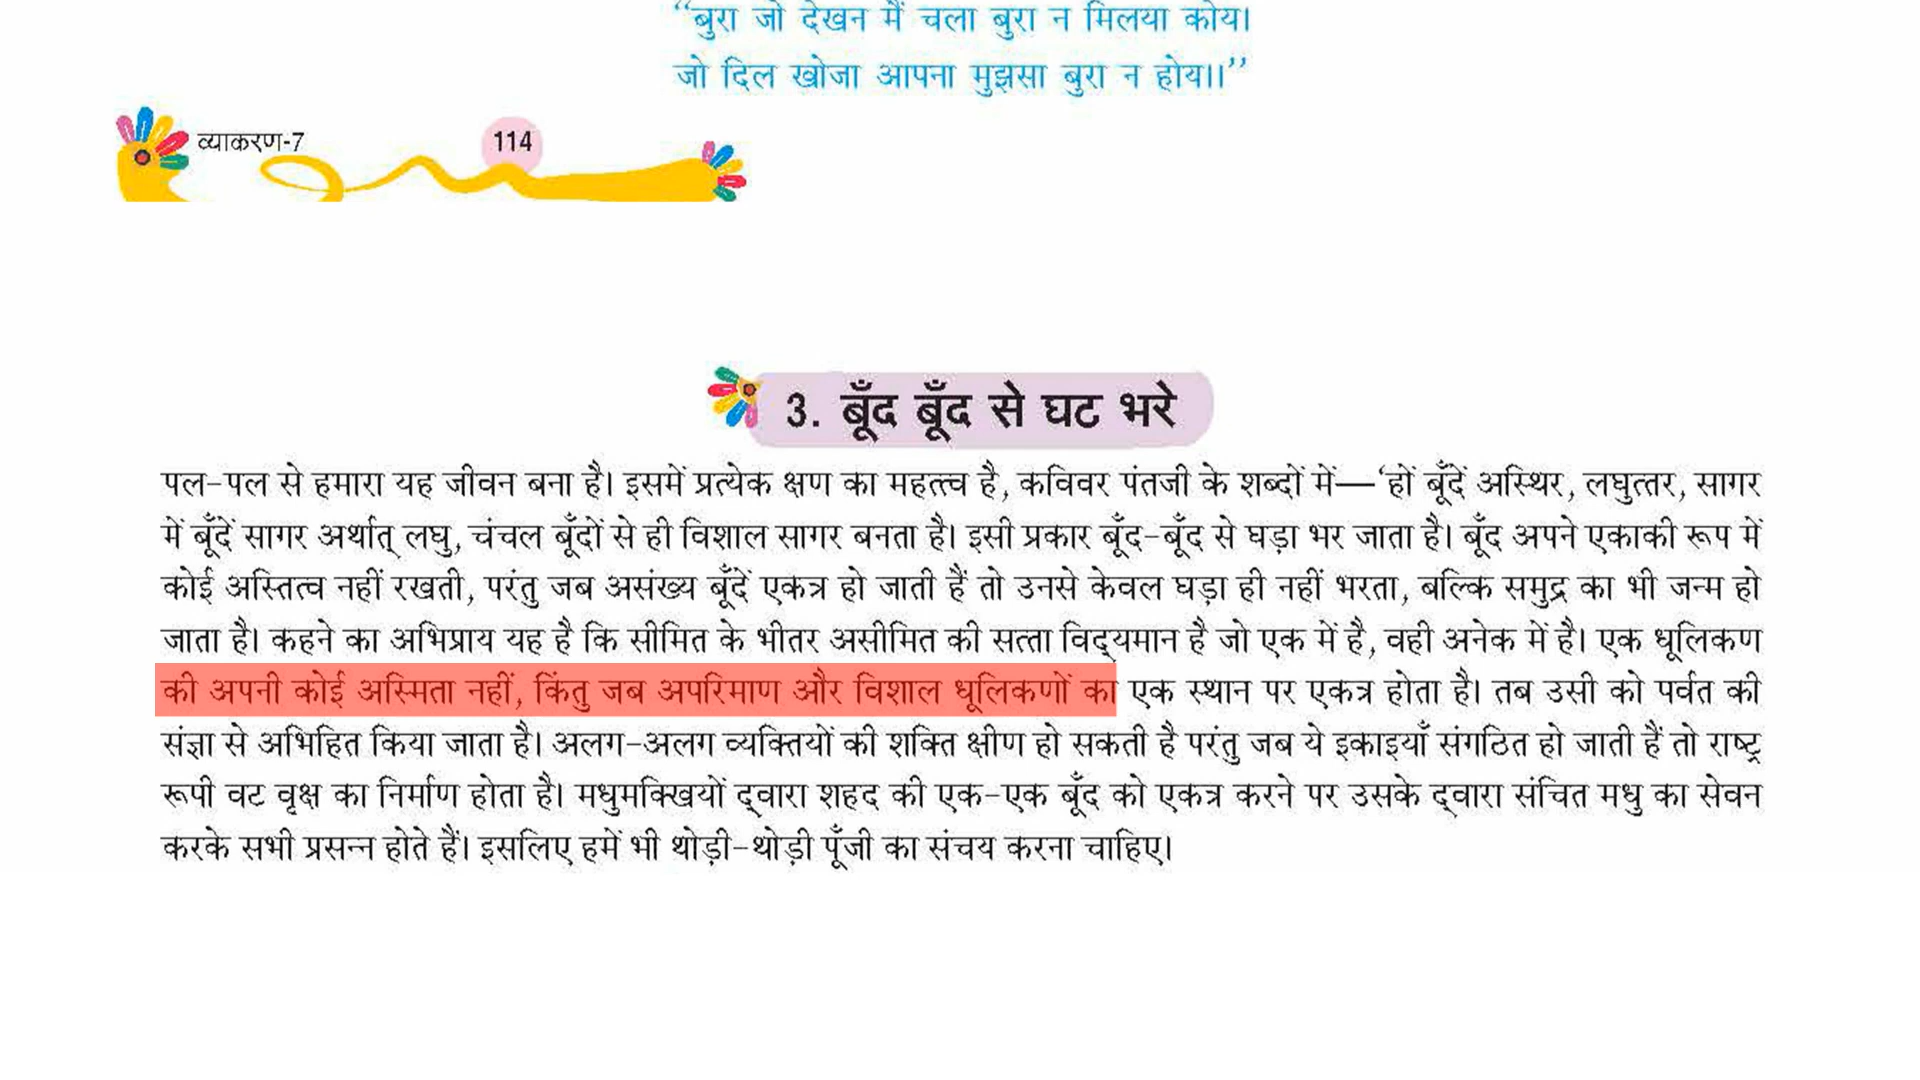 “बुरा जो देखन मैं चला बुरा न मिलया कोय।
जो दिल खोजा आपना मुझसा बुरा न होय।।’’
व्याकरण-7
114
3. बूँद बूँद से घट भरे
पल-पल से हमारा यह जीवन बना है। इसमें प्रत्येक क्षण का महत्त्व है, कविवर पंतजी के शब्दों में—‘हों बूँदें अस्थिर, लघुत्तर, सागर
में बूँदें सागर अर्थात् लघु, चंचल बूँदों से ही विशाल सागर बनता है। इसी प्रकार बूँद-बूँद से घड़ा भर जाता है। बूँद अपने एकाकी रूप में
कोई अस्तित्व नहीं रखती, परंतु जब असंख्य बूँदें एकत्र हो जाती हैं तो उनसे केवल घड़ा ही नहीं भरता, बल्कि समुद्र का भी जन्म हो
जाता है। कहने का अभिप्राय यह है कि सीमित के भीतर असीमित की सत्ता विद्यमान है जो एक में है, वही अनेक में है। एक धूलिकण
की अपनी कोई अस्मिता नहीं, किंतु जब अपरिमाण और विशाल धूलिकणों का एक स्थान पर एकत्र होता है। तब उसी को पर्वत की
संज्ञा से अभिहित किया जाता है। अलग-अलग व्यक्तियों की शक्ति क्षीण हो सकती है परंतु जब ये इकाइयाँ संगठित हो जाती हैं तो राष्ट्र
रूपी वट वृक्ष का निर्माण होता है। मधुमक्खियों द्वारा शहद की एक-एक बूँद को एकत्र करने पर उसके द्वारा संचित मधु का सेवन
करके सभी प्रसन्न होते हैं। इसलिए हमें भी थोड़ी-थोड़ी पूँजी का संचय करना चाहिए।